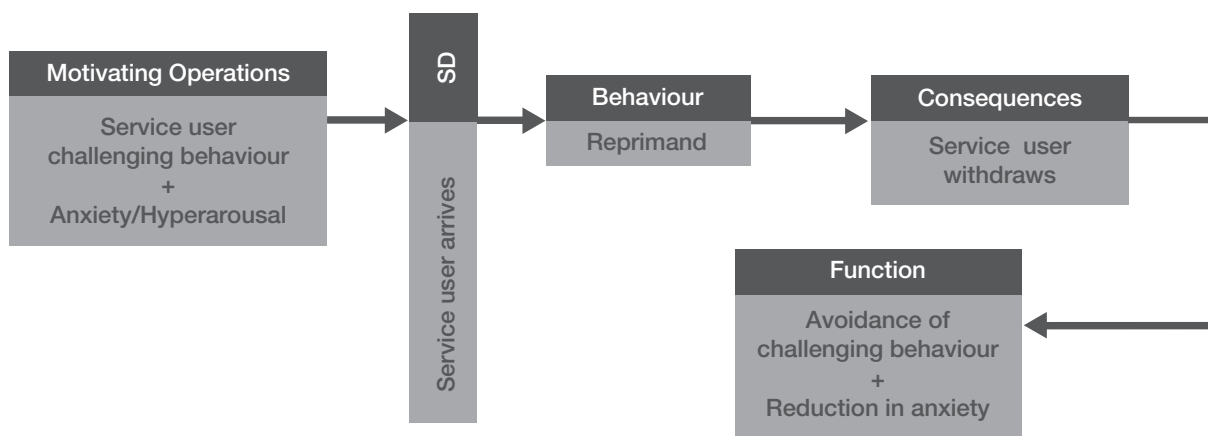 Motivating Operations
Service user
challenging behaviour
+
Anxiety/Hyperarousal
SD
Service user arrives
Behaviour
Reprimand
Consequences
Service user
withdraws
Function
Avoidance of
challenging behaviour
+
Reduction in anxiety